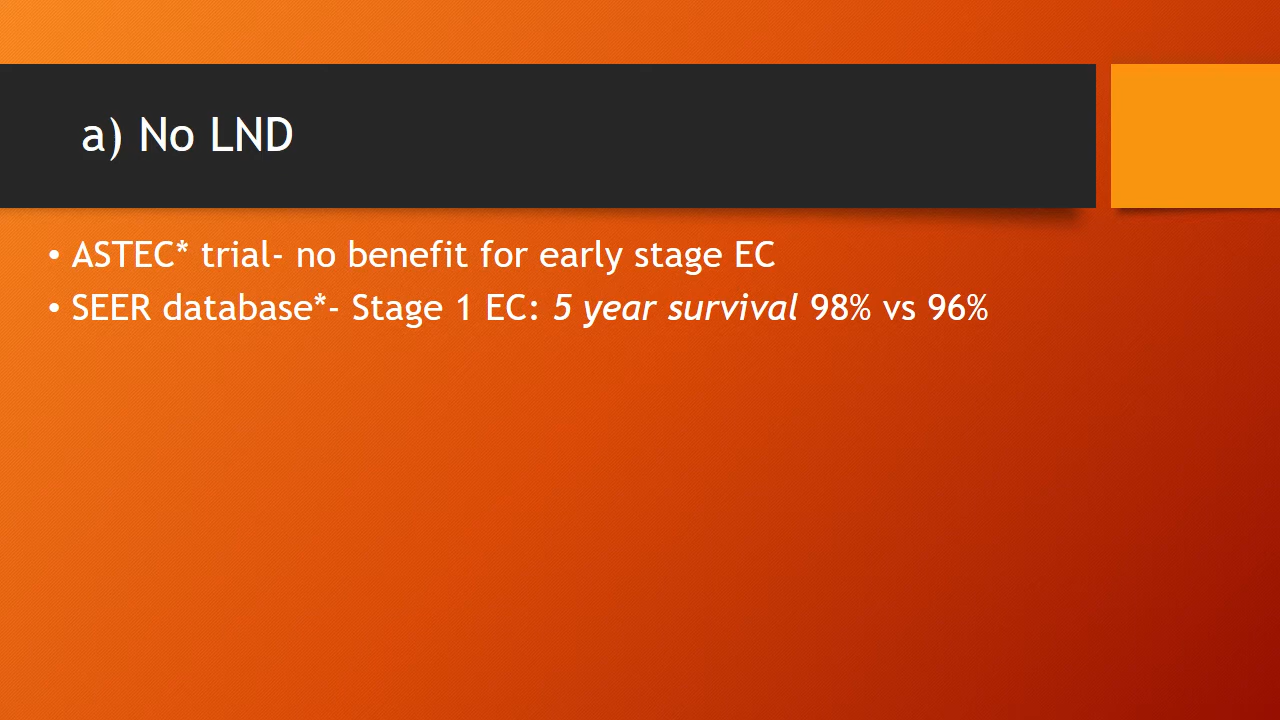 a) No LND
• ASTEC* trial- no benefit for early stage EC
• SEER database*- Stage 1 EC: 5 year survival 98% vs 96%